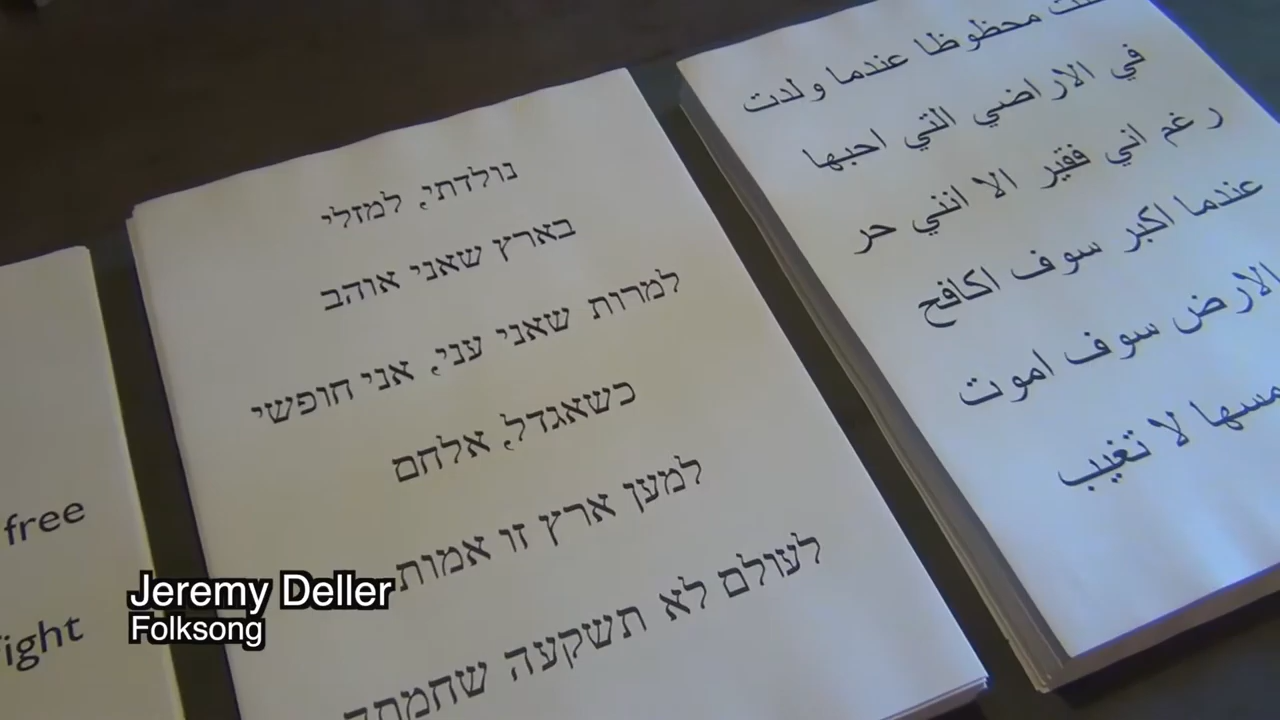 free
נולדתי, למזלי
בארץ שאני אוהב
למרות שאני עני, אני חופשי
כשאגדל, אלחם
למען ארץ זו אמות
לעולם לא תשקעה שחמתה
محظوظا عندما ولدت
في الاراضي التي احبها
رغم اني فقير الا انني حر
عندما اكبر سوف اكافح
الارض سوف اموت
لا تغيب
Jeremy Deller
Folksong